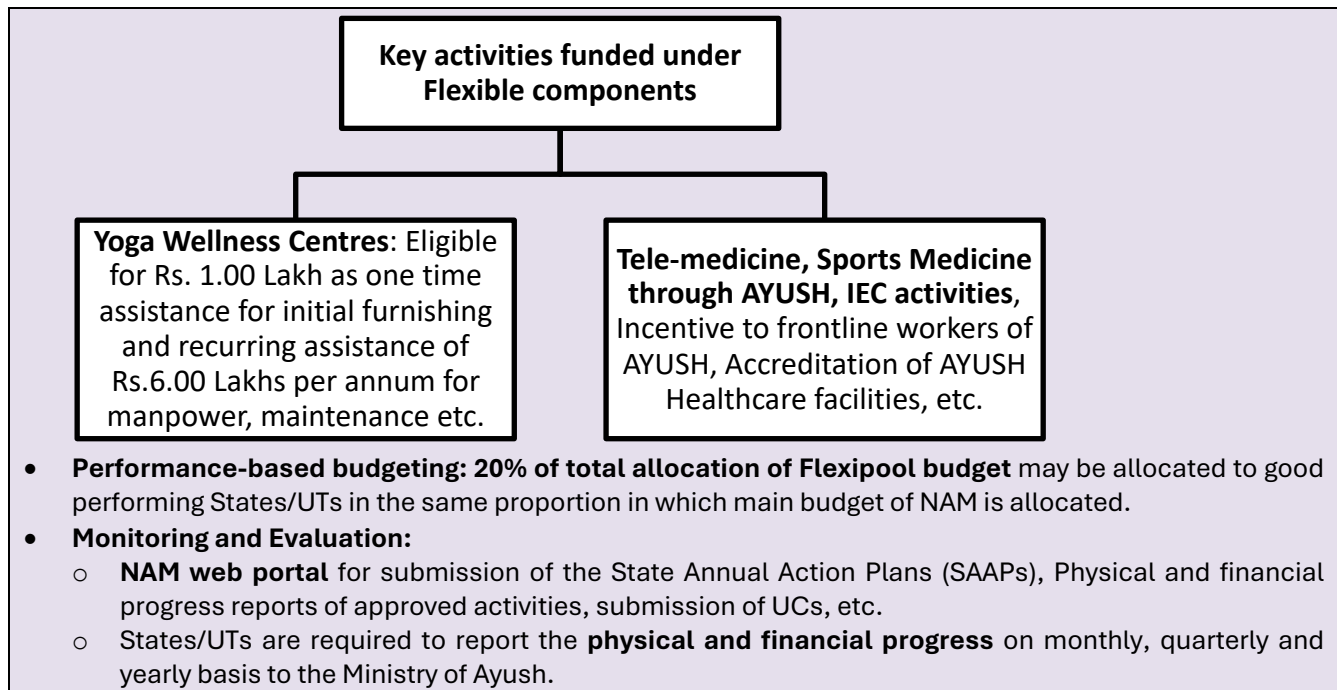 Key activities funded under
Flexible components
Yoga Wellness Centres: Eligible
for Rs. 1.00 Lakh as one time
assistance for initial furnishing
and recurring assistance of
Rs.6.00 Lakhs per annum for
manpower, maintenance etc.
Tele-medicine, Sports Medicine
through AYUSH, IEC activities,
Incentive to frontline workers of
AYUSH, Accreditation of AYUSH
Healthcare facilities, etc.
• Performance-based budgeting: 20% of total allocation of Flexipool budget may be allocated to good
performing States/UTs in the same proportion in which main budget of NAM is allocated.
• Monitoring and Evaluation:
o NAM web portal for submission of the State Annual Action Plans (SAAPs), Physical and financial
progress reports of approved activities, submission of UCs, etc.
o States/UTs are required to report the physical and financial progress on monthly, quarterly and
yearly basis to the Ministry of Ayush.